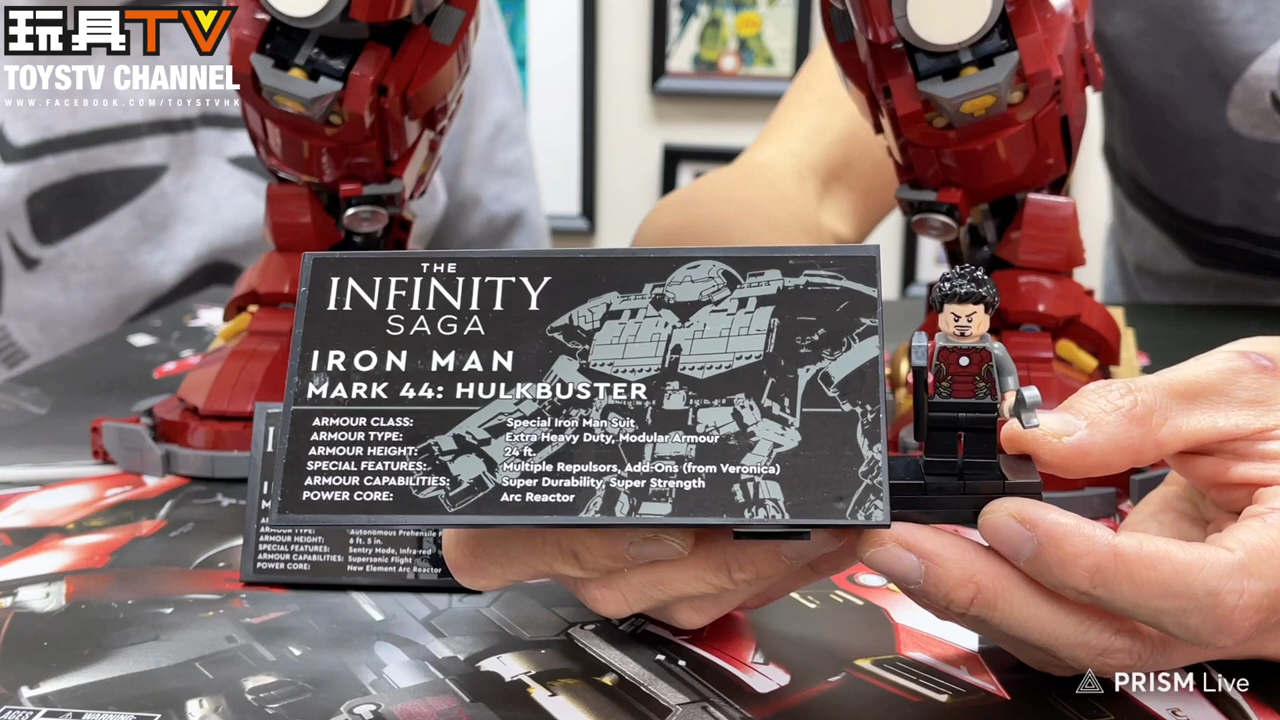 玩具TV
TOYSTV CHANNEL
WWW.FACEBOOK.COM/TOYSTVHK
THE
INFINITY
SAGA
IRON MAN
MARK 44: HULKBUSTER
ARMOUR CLASS: Special Iron Man Suit
ARMOUR TYPE: Extra Heavy Duty, Modular Armour
ARMOUR HEIGHT: 24 ft.
SPECIAL FEATURES: Multiple Repulsors, Add-Ons (from Veronica)
ARMOUR CAPABILITIES: Super Durability, Super Strength
POWER CORE: Arc Reactor
ARMOUR TYPE: Autonomous Prehensile
ARMOUR HEIGHT: 6 ft. 5 in.
SPECIAL FEATURES: Sentry Mode, Infra-red
ARMOUR CAPABILITIES: Supersonic Flight
POWER CORE: New Element Arc Reactor
AGES
WARNING:
PRISM Live